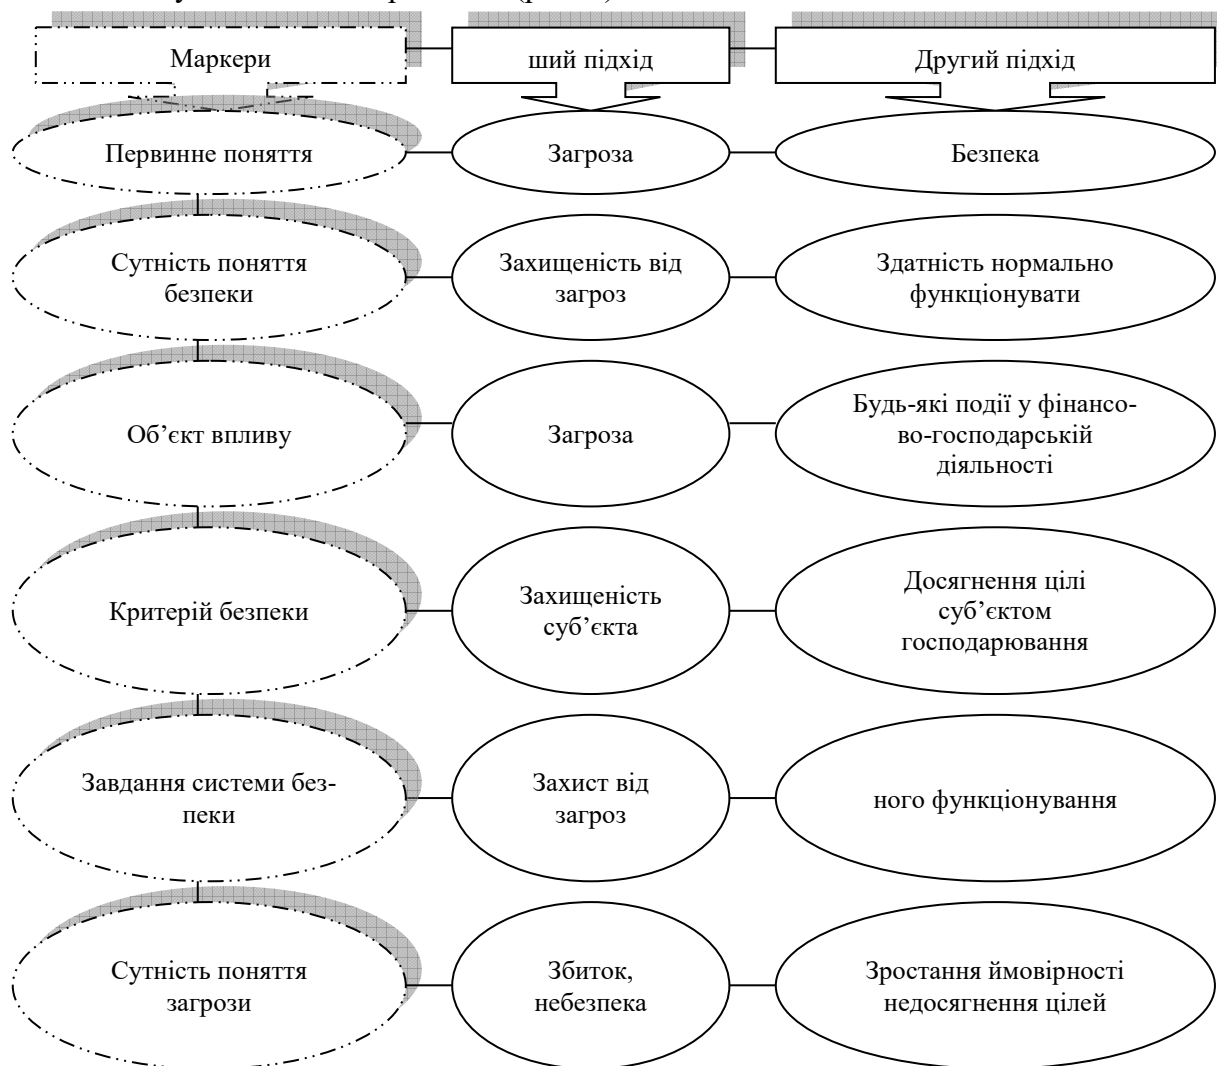 Маркери
ший підхід
Другий підхід
Первинне поняття
Загроза
Безпека
Сутність поняття
безпеки
Захищеність від
загроз
Здатність нормально
функціонувати
Об’єкт впливу
Загроза
Будь-які події у фінансо-
во-господарській
діяльності
Критерій безпеки
Захищеність
суб’єкта
Досягнення цілі
суб’єктом
господарювання
Завдання системи без-
пеки
Захист від
загроз
ного функціонування
Сутність поняття
загрози
Збиток,
небезпека
Зростання ймовірності
недосягнення цілей